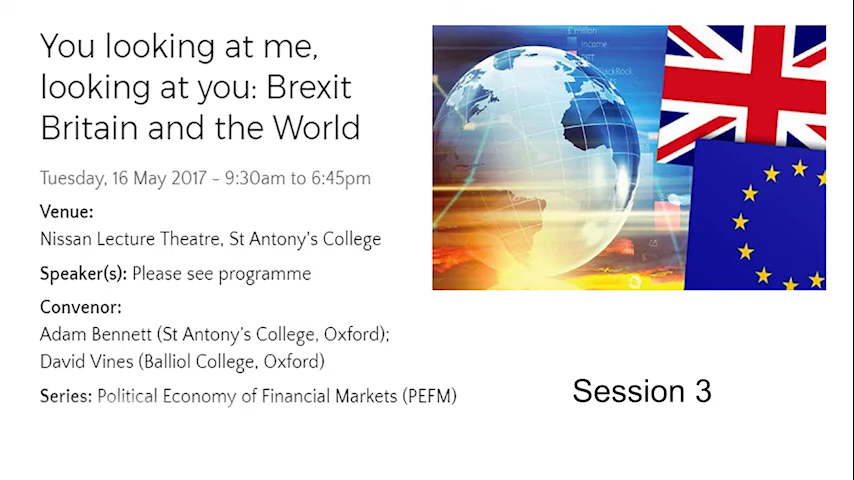 You looking at me,
looking at you: Brexit
Britain and the World
Tuesday, 16 May 2017 - 9:30am to 6:45pm
Venue:
Nissan Lecture Theatre, St Antony's College
Speaker(s): Please see programme
Convenor:
Adam Bennett (St Antony's College, Oxford);
David Vines (Balliol College, Oxford)
Series: Political Economy of Financial Markets (PEFM)
£ million
Income
Session 3